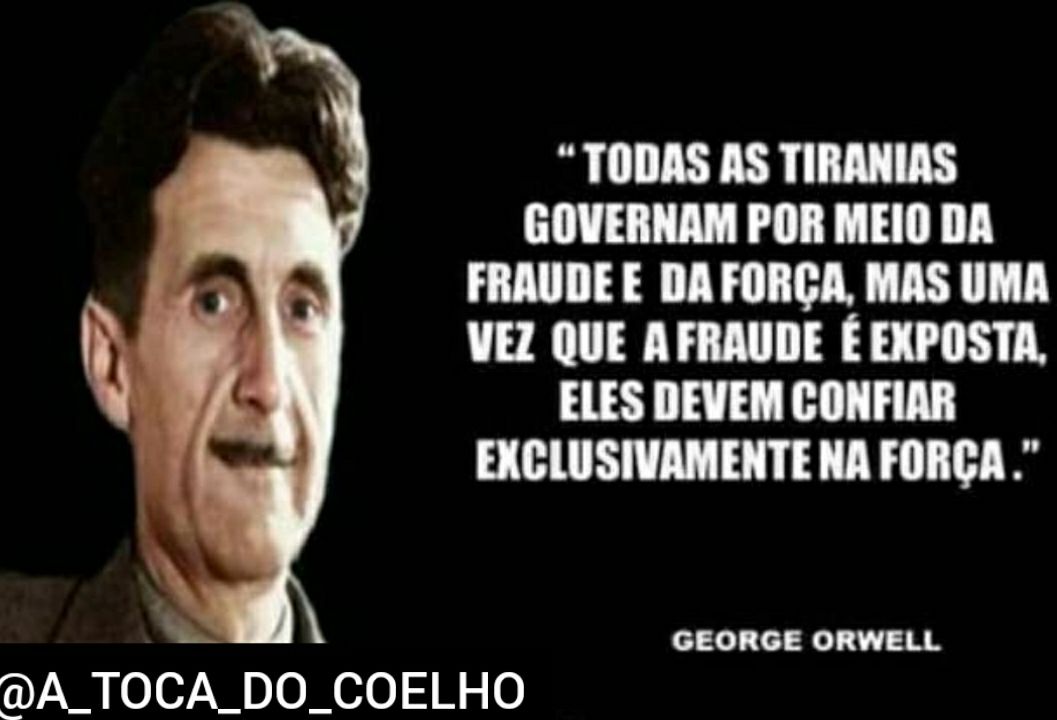 “ TODAS AS TIRANIAS
GOVERNAM POR MEIO DA
FRAUDE E DA FORÇA, MAS UMA
VEZ QUE A FRAUDE É EXPOSTA,
ELES DEVEM CONFIAR
EXCLUSIVAMENTE NA FORÇA .”
GEORGE ORWELL
@A_TOCA_DO_COELHO